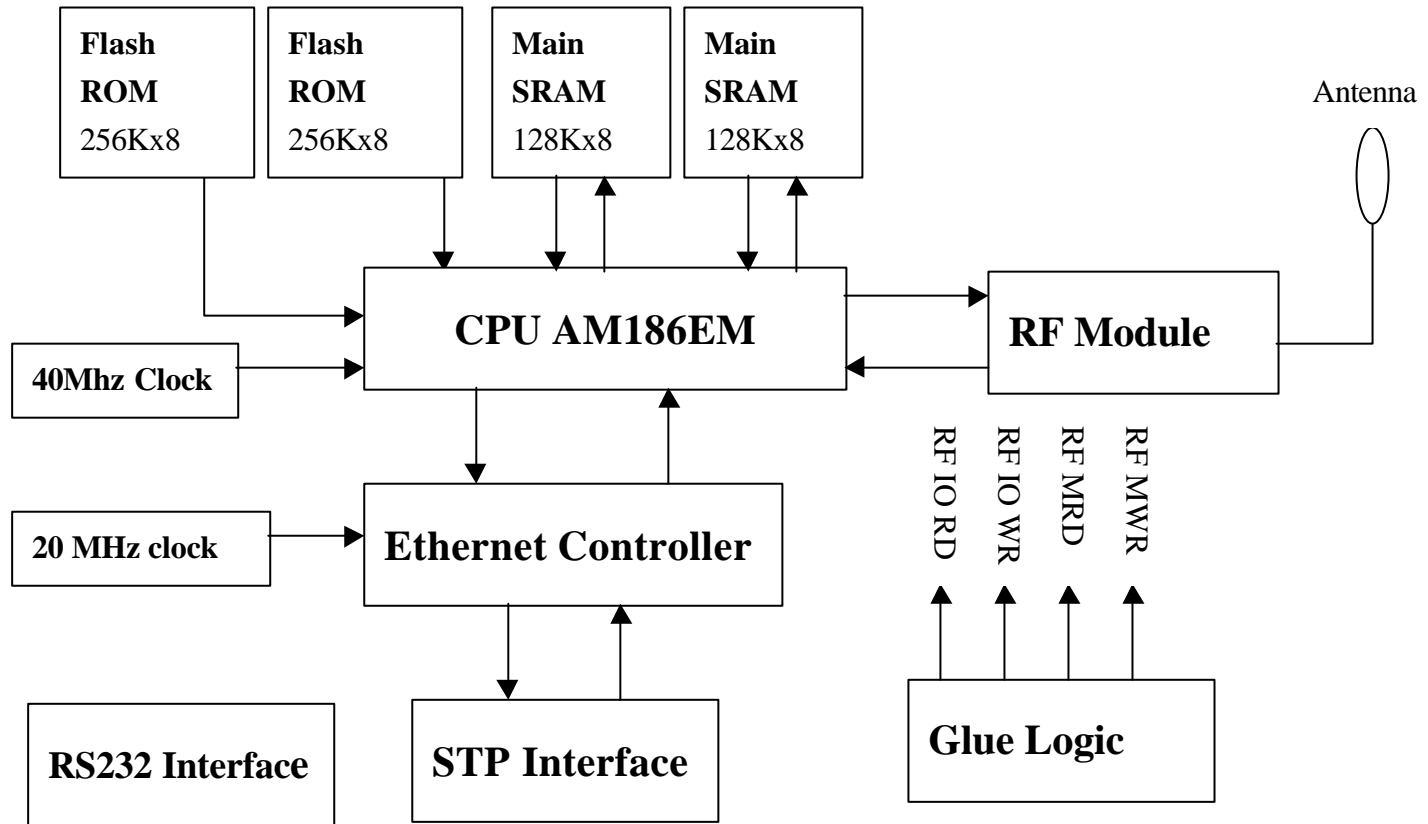 Flash
ROM
256Kx8
Flash
ROM
256Kx8
Main
SRAM
128Kx8
Main
SRAM
128Kx8
Antenna
CPU AM186EM
RF Module
40Mhz Clock
RF IO RD
RF IO WR
RF MRD
RF MWR
20 MHz clock
Ethernet Controller
RS232 Interface
STP Interface
Glue Logic